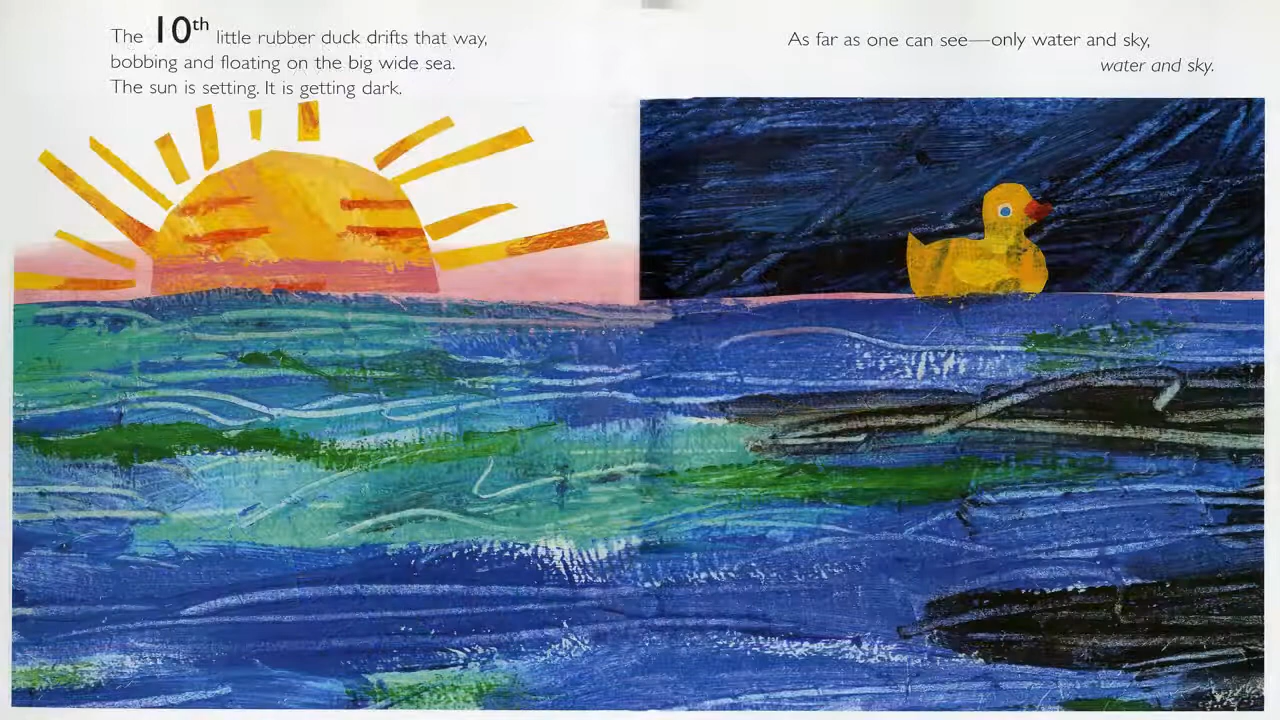 The 10th little rubber duck drifts that way,
bobbing and floating on the big wide sea.
The sun is setting. It is getting dark.
As far as one can see—only water and sky,
water and sky.